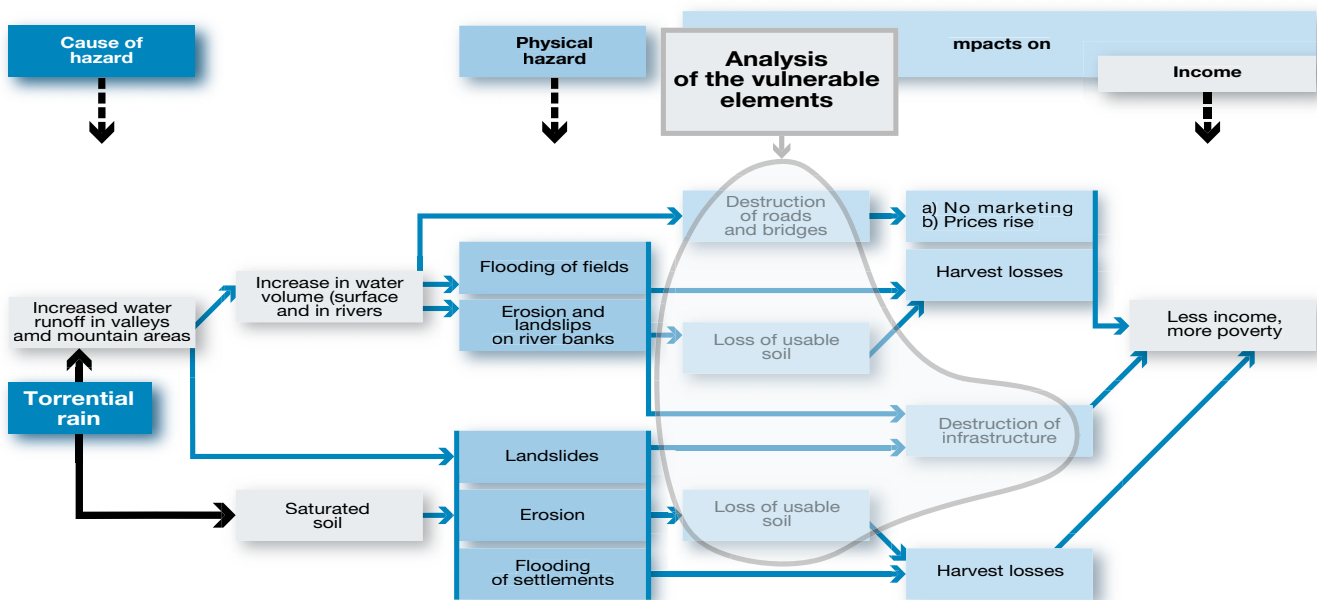 Cause of
hazard
Physical
hazard
Analysis
of the vulnerable
elements
mpacts on
Income
Destruction
of roads
and bridges
a) No marketing
b) Prices rise
Flooding of fields
Harvest losses
Increase in water
volume (surface
and in rivers
Increased water
runoff in valleys
amd mountain areas
Erosion and
landslips
on river banks
Loss of usable
soil
Less income,
more poverty
Torrential
rain
Destruction of
infrastructure
Landslides
Saturated
soil
Erosion
Loss of usable
soil
Flooding
of settlements
Harvest losses